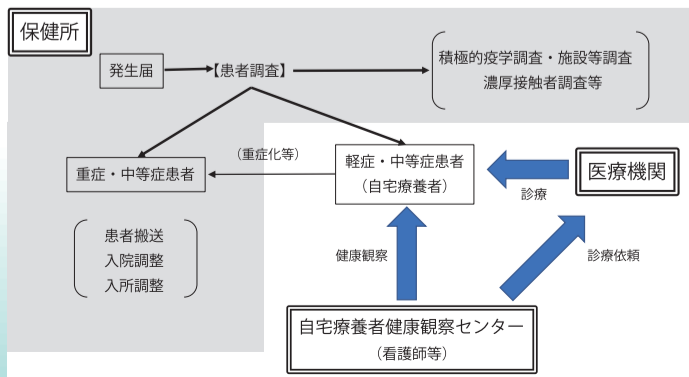 保健所
発生届
【患者調査】
積極的疫学調査・施設等調査
濃厚接触者調査等
重症・中等症患者
（重症化等）
軽症・中等症患者
（自宅療養者）
医療機関
診療
患者搬送
入院調整
入所調整
健康観察
診療依頼
自宅療養者健康観察センター
（看護師等）